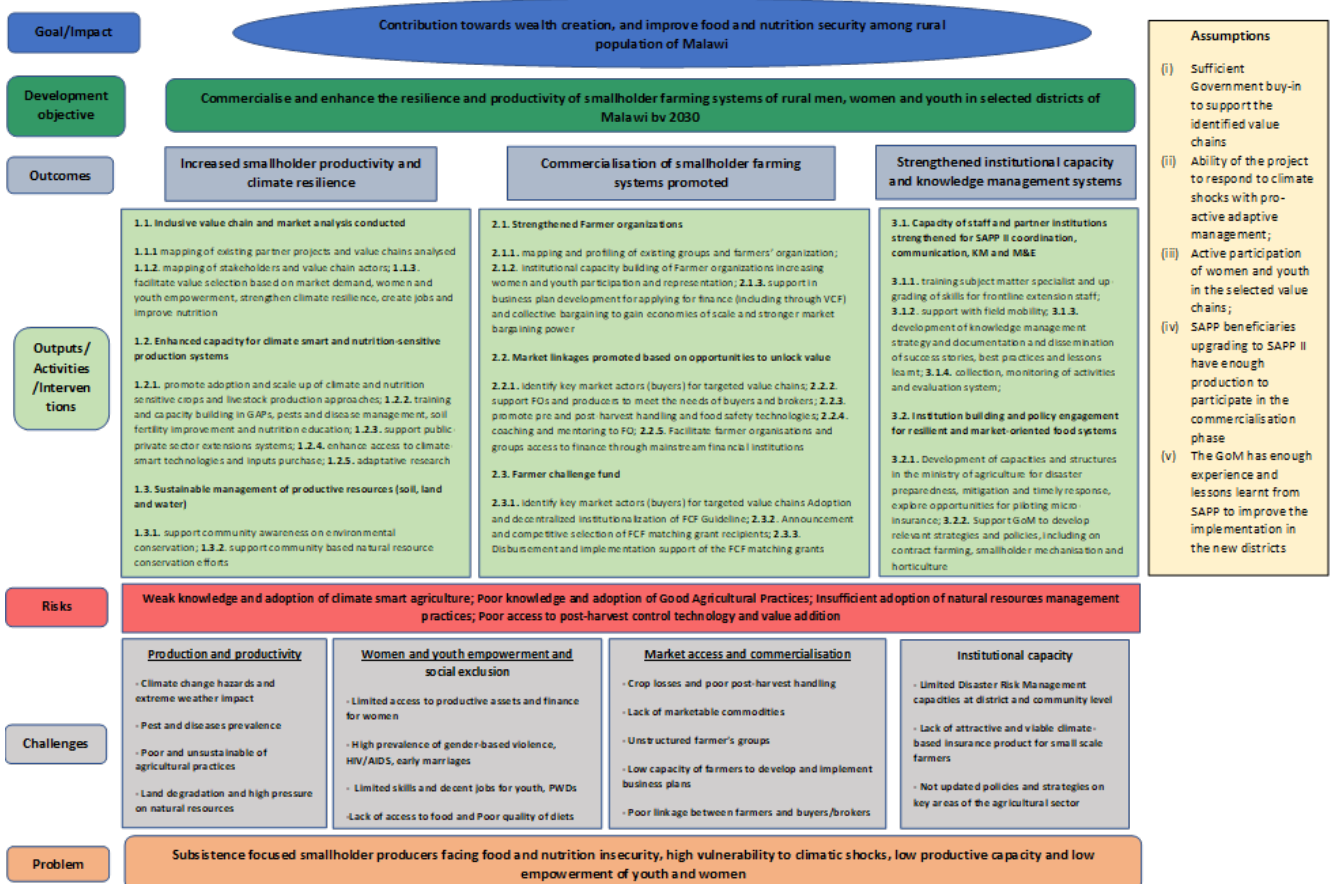 Goal/Impact
Contribution towards wealth creation, and improve food and nutrition security among rural
population of Malawi
Development
objective
Commercialise and enhance the resilience and productivity of smallholder farming systems of rural men, women and youth in selected districts of
Malawi by 2030
Outcomes
Increased smallholder productivity and
climate resilience
Commercialisation of smallholder farming
systems promoted
Strengthened institutional capacity
and knowledge management systems
Outputs/
Activities
/Interven
tions
1.1. Inclusive value chain and market analysis conducted
1.1.1 mapping of existing partner projects and value chains analysed
1.1.2. mapping of stakeholders and value chain actors; 1.1.3.
facilitate value selection based on market demand, women and
youth empowerment, strengthen climate resilience, create jobs and
improve nutrition
1.2. Enhanced capacity for climate smart and nutrition-sensitive
production systems
1.2.1. promote adoption and scale up of climate and nutrition
sensitive crops and livestock production approaches; 1.2.2. training
and capacity building in GAPs, pests and disease management, soil
fertility improvement and nutrition education; 1.2.3. support public-
private sector extensions systems; 1.2.4. enhance access to climate-
smart technologies and inputs purchase; 1.2.5. adaptative research
1.3. Sustainable management of productive resources (soil, land
and water)
1.3.1. support community awareness on environmental
conservation; 1.3.2. support community based natural resource
conservation efforts
2.1. Strengthened Farmer organizations
2.1.1. mapping and profiling of existing groups and farmers' organization;
2.1.2. Institutional capacity building of Farmer organizations increasing
women and youth participation and representation; 2.1.3. support in
business plan development for applying for finance (including through VCF)
and collective bargaining to gain economies of scale and stronger market
bargaining power
2.2. Market linkages promoted based on opportunities to unlock value
2.2.1. Identify key market actors (buyers) for targeted value chains; 2.2.2.
support FOs and producers to meet the needs of buyers and brokers; 2.2.3.
promote pre and post-harvest handling and food safety technologies; 2.2.4.
coaching and mentoring to FO; 2.2.5. Facilitate farmer organisations and
groups access to finance through mainstream financial institutions
2.3. Farmer challenge fund
2.3.1. Identify key market actors (buyers) for targeted value chains Adoption
and decentralized institutionalization of FCF Guideline; 2.3.2. Announcement
and competitive selection of FCF matching grant recipients; 2.3.3.
Disbursement and implementation support of the FCF matching grants
3.1. Capacity of staff and partner institutions
strengthened for SAPP II coordination,
communication, KM and M&E
3.1.1. training subject matter specialist and up
grading of skills for frontline extension staff;
3.1.2. support with field mobility; 3.1.3.
development of knowledge management
strategy and documentation and dissemination
of success stories, best practices and lessons
learnt; 3.1.4. collection, monitoring of activities
and evaluation system;
3.2. Institution building and policy engagement
for resilient and market-oriented food systems
3.2.1. Development of capacities and structures
in the ministry of agriculture for disaster
preparedness, mitigation and timely response,
explore opportunities for piloting micro-
insurance; 3.2.2. Support GoM to develop
relevant strategies and policies, including on
contract farming, smallholder mechanisation and
horticulture
Assumptions
(i) Sufficient
Government buy-in
to support the
identified value
chains
(ii) Ability of the project
to respond to climate
shocks with pro-
active adaptive
management;
(iii) Active participation
of women and youth
in the selected value
chains;
(iv) SAPP beneficiaries
upgrading to SAPP II
have enough
production to
participate in the
commercialisation
phase
(v) The GoM has enough
experience and
lessons learnt from
SAPP to improve the
implementation in
the new districts
Risks
Weak knowledge and adoption of climate smart agriculture; Poor knowledge and adoption of Good Agricultural Practices; Insufficient adoption of natural resources management
practices; Poor access to post-harvest control technology and value addition
Challenges
Production and productivity
- Climate change hazards and
extreme weather impact
- Pest and diseases prevalence
- Poor and unsustainable of
agricultural practices
- Land degradation and high pressure
on natural resources
Women and youth empowerment and
social exclusion
- Limited access to productive assets and finance
for women
- High prevalence of gender-based violence,
HIV/AIDS, early marriages
- Limited skills and decent jobs for youth, PWDs
-Lack of access to food and Poor quality of diets
Market access and commercialisation
- Crop losses and poor post-harvest handling
- Lack of marketable commodities
- Unstructured farmer's groups
- Low capacity of farmers to develop and implement
business plans
- Poor linkage between farmers and buyers/brokers
Institutional capacity
- Limited Disaster Risk Management
capacities at district and community level
- Lack of attractive and viable climate-
based insurance product for small scale
farmers
- Not updated policies and strategies on
key areas of the agricultural sector
Problem
Subsistence focused smallholder producers facing food and nutrition insecurity, high vulnerability to climatic shocks, low productive capacity and low
empowerment of youth and women